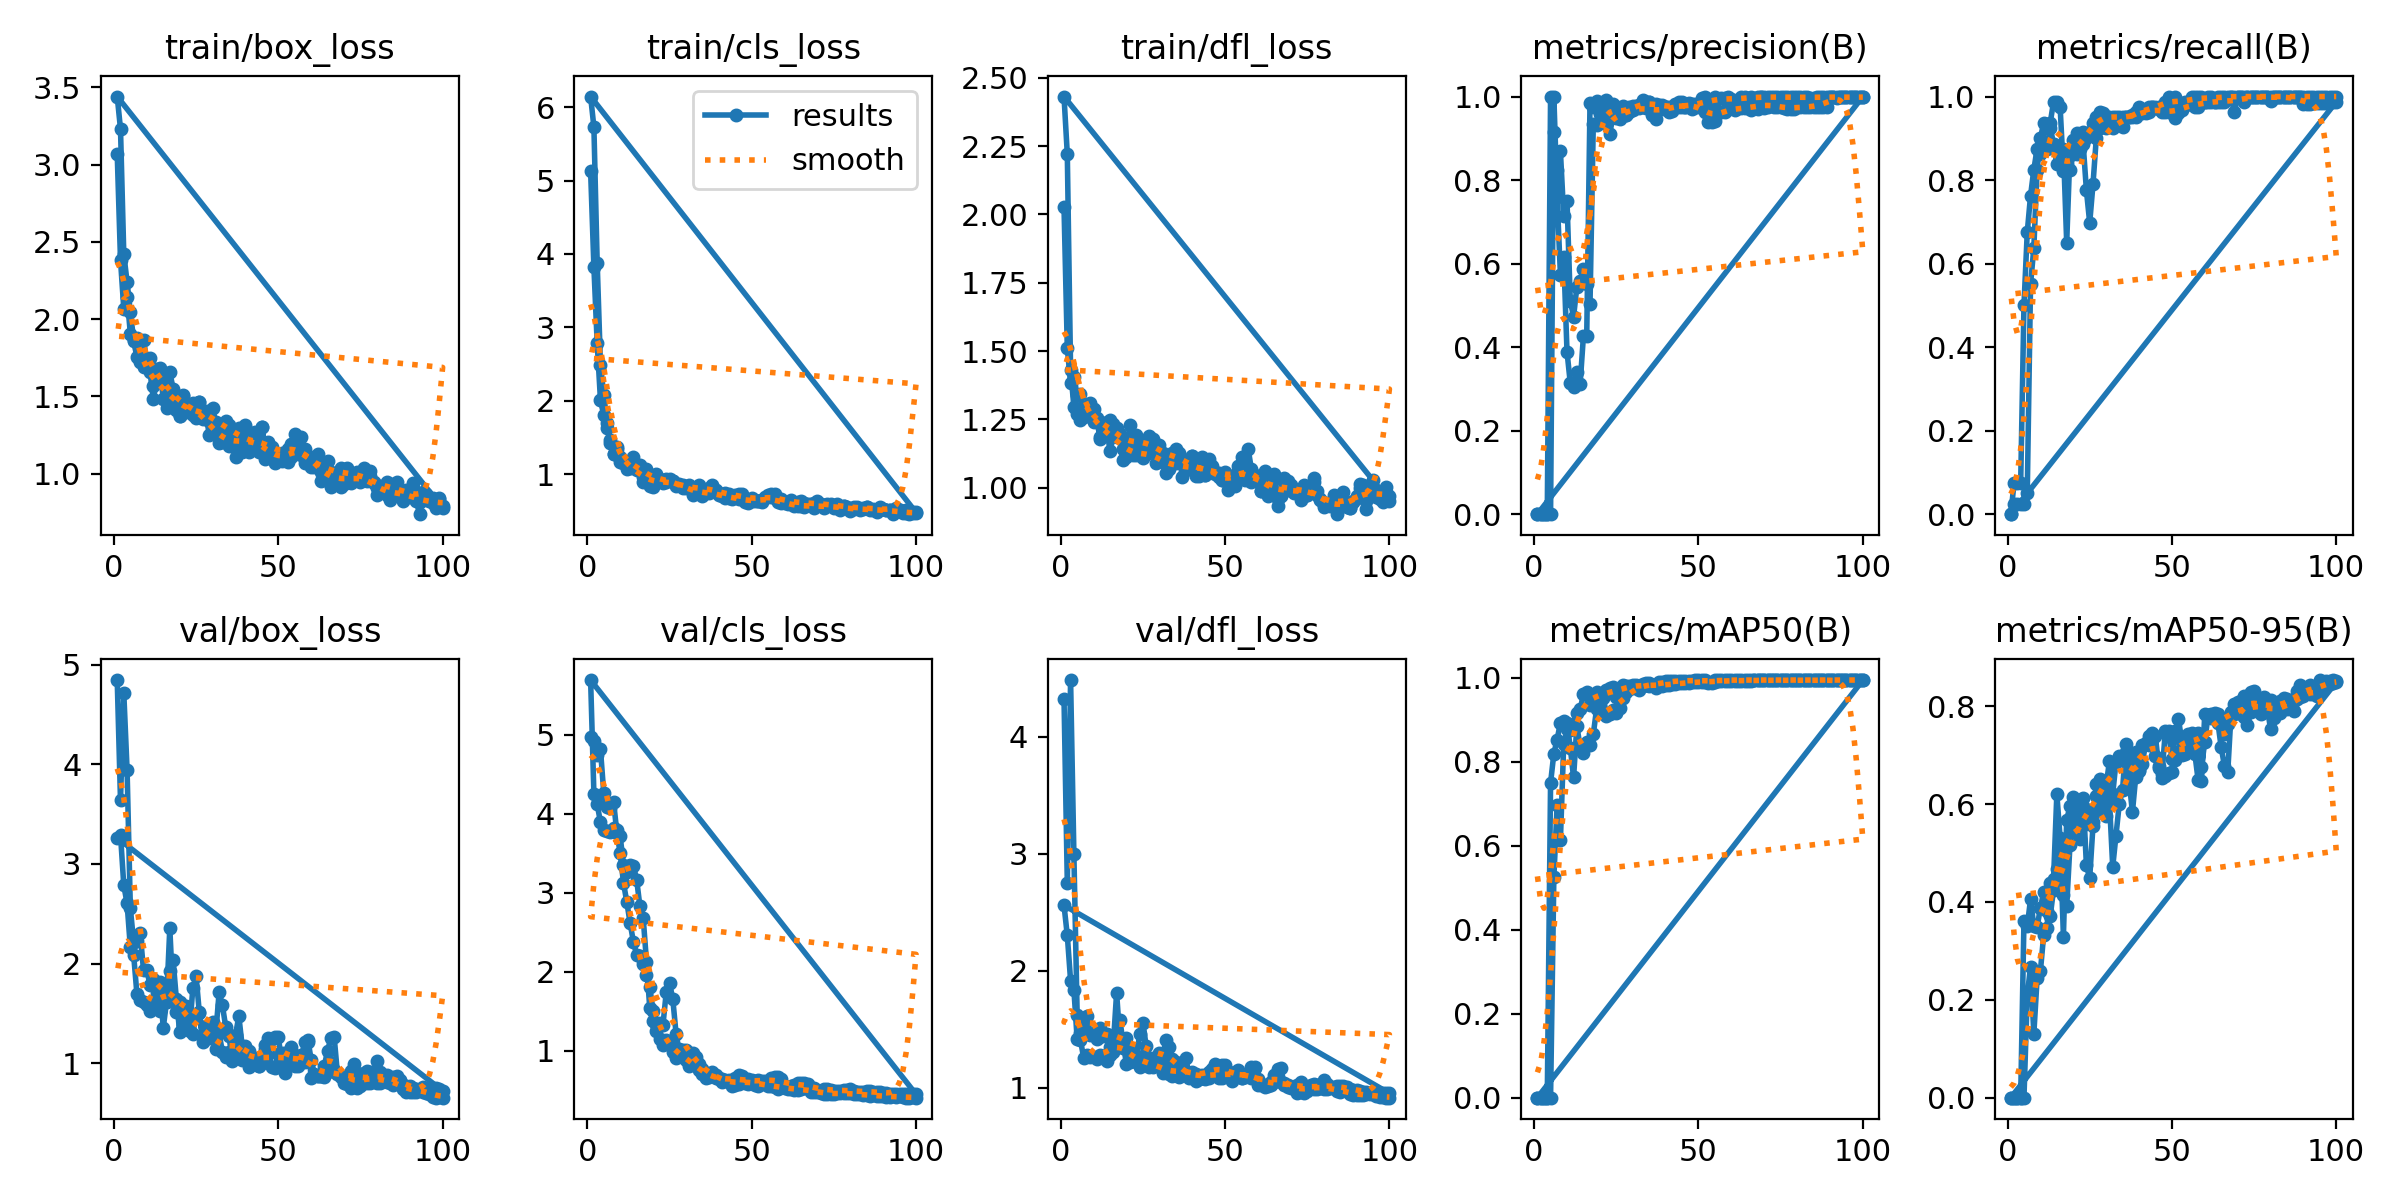 train/box_loss
3.5
3.0
2.5
2.0
1.5
1.0
0 50 100
train/cls_loss
results
smooth
6
5
4
3
2
1
0 50 100
train/dfl_loss
2.50
2.25
2.00
1.75
1.50
1.25
1.00
0 50 100
metrics/precision(B)
1.0
0.8
0.6
0.4
0.2
0.0
0 50 100
metrics/recall(B)
1.0
0.8
0.6
0.4
0.2
0.0
0 50 100
val/box_loss
5
4
3
2
1
0 50 100
val/cls_loss
5
4
3
2
1
0 50 100
val/dfl_loss
4
3
2
1
0 50 100
metrics/mAP50(B)
1.0
0.8
0.6
0.4
0.2
0.0
0 50 100
metrics/mAP50-95(B)
0.8
0.6
0.4
0.2
0.0
0 50 100